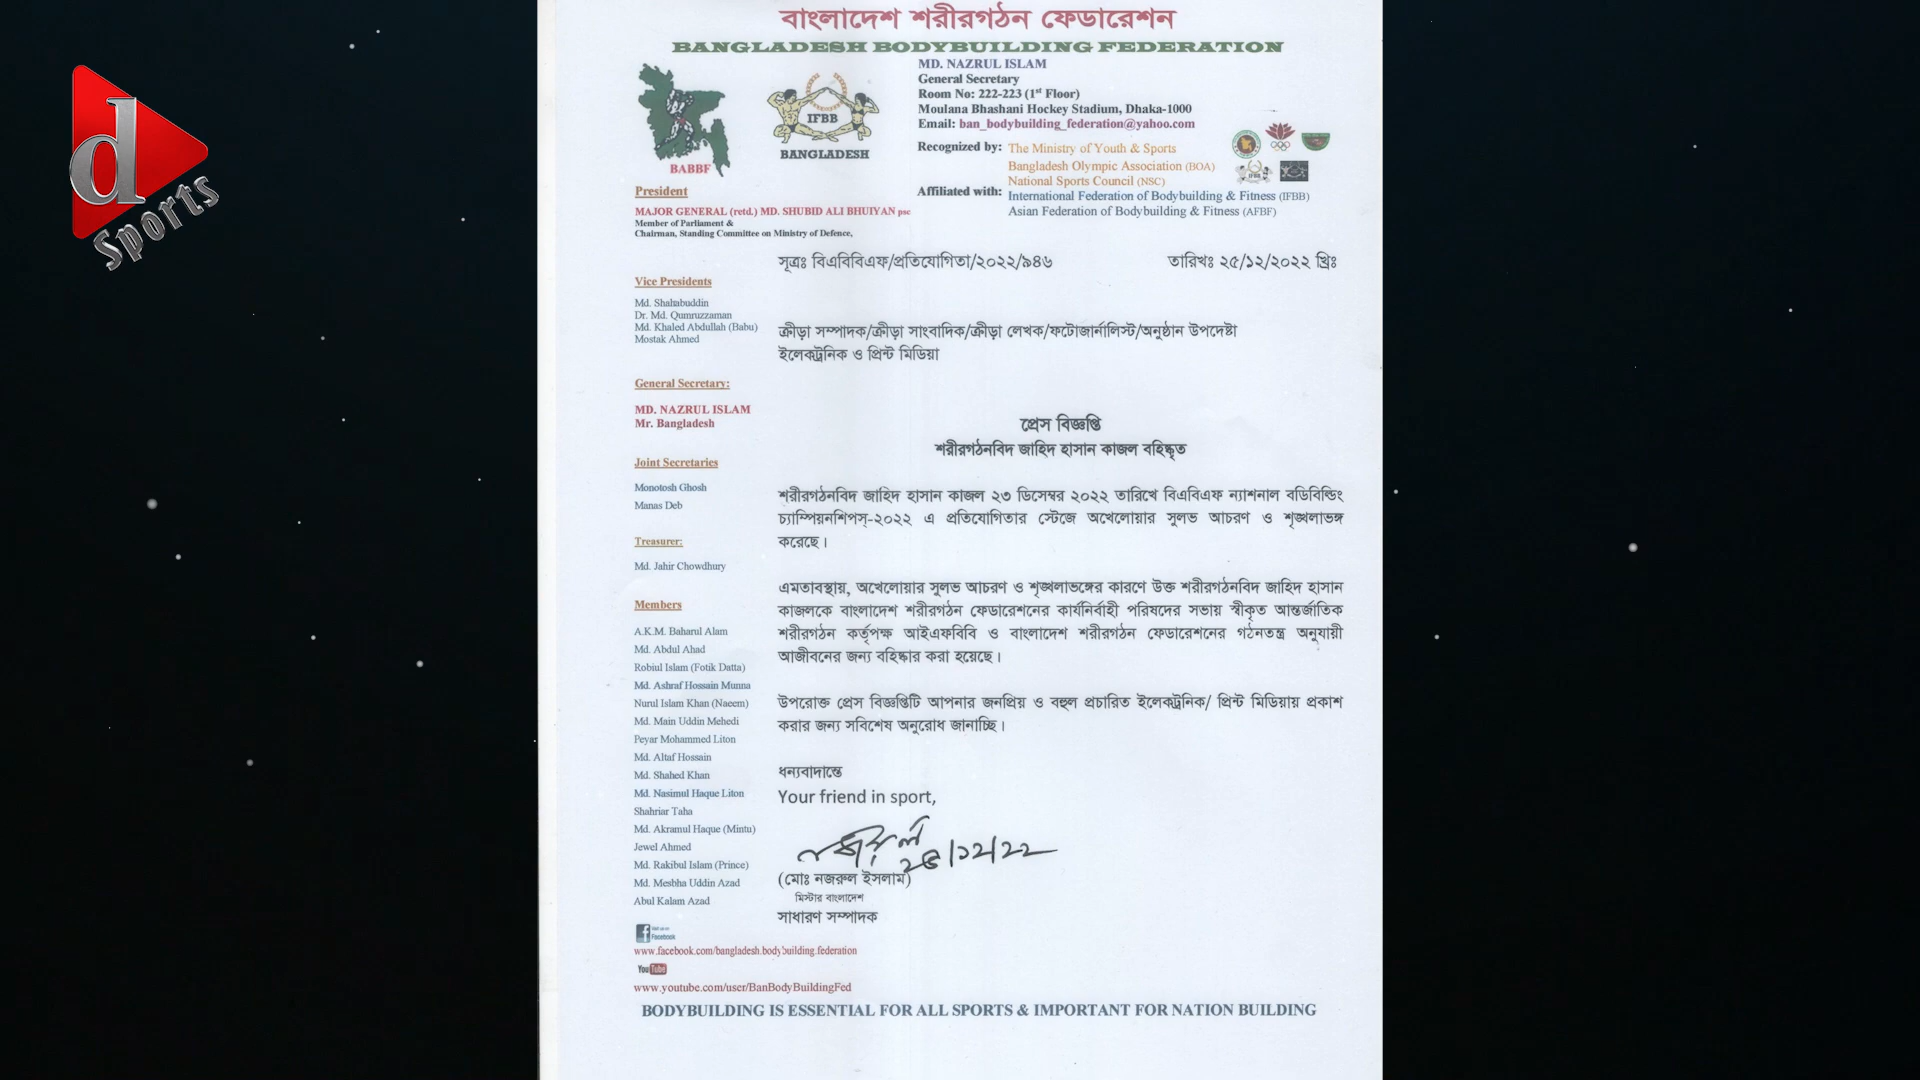 d
Sports
বাংলাদেশ শরীরগঠন ফেডারেশন
BANGLADESH BODYBUILDING FEDERATION
BABBF
IFBB
BANGLADESH
MD. NAZRUL ISLAM
General Secretary
Room No: 222-223 (1st Floor)
Moulana Bhashani Hockey Stadium, Dhaka-1000
Email: ban_bodybuilding_federation@yahoo.com
Recognized by: The Ministry of Youth & Sports
Bangladesh Olympic Association (BOA)
National Sports Council (NSC)
Affiliated with: International Federation of Bodybuilding & Fitness (IFBB)
Asian Federation of Bodybuilding & Fitness (AFBF)
President
MAJOR GENERAL (retd.) MD. SHUBID ALI BHUIYAN psc
Member of Parliament &
Chairman, Standing Committee on Ministry of Defence,
Vice Presidents
Md. Shahabuddin
Dr. Md. Qumruzzaman
Md. Khaled Abdullah (Babu)
Mostak Ahmed
General Secretary:
MD. NAZRUL ISLAM
Mr. Bangladesh
Joint Secretaries
Monotosh Ghosh
Manas Deb
Treasurer:
Md. Jahir Chowdhury
Members
A.K.M. Baharul Alam
Md. Abdul Ahad
Robiul Islam (Fotik Datta)
Md. Ashraf Hossain Munna
Nurul Islam Khan (Naeem)
Md. Main Uddin Mehedi
Peyar Mohammed Liton
Md. Altaf Hossain
Md. Shahed Khan
Md. Nasimul Haque Liton
Shahriar Taha
Md. Akramul Haque (Mintu)
Jewel Ahmed
Md. Rakibul Islam (Prince)
Md. Mesbha Uddin Azad
Abul Kalam Azad
সূত্রঃ বিএবিবিএফ/প্রতিযোগিতা/২০২২/৯৪৬ তারিখঃ ২৫/১২/২০২২ খ্রিঃ
ক্রীড়া সম্পাদক/ক্রীড়া সাংবাদিক/ক্রীড়া লেখক/ফটোজার্নালিস্ট/অনুষ্ঠান উপদেষ্টা
ইলেকট্রনিক ও প্রিন্ট মিডিয়া
প্রেস বিজ্ঞপ্তি
শরীরগঠনবিদ জাহিদ হাসান কাজল বহিষ্কৃত
শরীরগঠনবিদ জাহিদ হাসান কাজল ২৩ ডিসেম্বর ২০২২ তারিখে বিএবিএফ ন্যাশনাল বডিবিল্ডিং
চ্যাম্পিয়নশিপস্-২০২২ এ প্রতিযোগিতার স্টেজে অখেলোয়ার সুলভ আচরণ ও শৃঙ্খলাভঙ্গ
করেছে।
এমতাবস্থায়, অখেলোয়ার সুলভ আচরণ ও শৃঙ্খলাভঙ্গের কারণে উক্ত শরীরগঠনবিদ জাহিদ হাসান
কাজলকে বাংলাদেশ শরীরগঠন ফেডারেশনের কার্যনির্বাহী পরিষদের সভায় স্বীকৃত আন্তর্জাতিক
শরীরগঠন কর্তৃপক্ষ আইএফবিবি ও বাংলাদেশ শরীরগঠন ফেডারেশনের গঠনতন্ত্র অনুযায়ী
আজীবনের জন্য বহিষ্কার করা হয়েছে।
উপরোক্ত প্রেস বিজ্ঞপ্তিটি আপনার জনপ্রিয় ও বহুল প্রচারিত ইলেকট্রনিক/ প্রিন্ট মিডিয়ায় প্রকাশ
করার জন্য সবিশেষ অনুরোধ জানাচ্ছি।
ধন্যবাদান্তে
Your friend in sport,
নজরুল
২৫/১২/২২
(মোঃ নজরুল ইসলাম)
মিস্টার বাংলাদেশ
সাধারণ সম্পাদক
Facebook
www.facebook.com/bangladesh.bodybuilding.federation
YouTube
www.youtube.com/user/BanBodyBuildingFed
BODYBUILDING IS ESSENTIAL FOR ALL SPORTS & IMPORTANT FOR NATION BUILDING